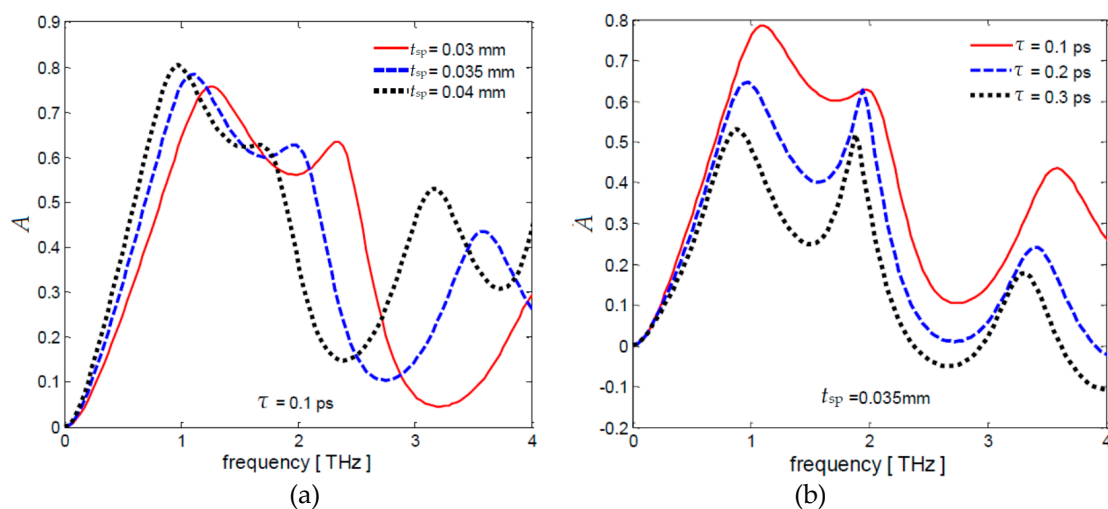 0.9
0.8
0.7
0.6
0.5
0.4
0.3
0.2
0.1
0
A
t_sp = 0.03 mm
t_sp = 0.035 mm
t_sp = 0.04 mm
τ = 0.1 ps
0 1 2 3 4
frequency [ THz ]
(a)
0.8
0.7
0.6
0.5
0.4
0.3
0.2
0.1
0
-0.1
-0.2
A
τ = 0.1 ps
τ = 0.2 ps
τ = 0.3 ps
t_sp =0.035mm
0 1 2 3 4
frequency [ THz ]
(b)